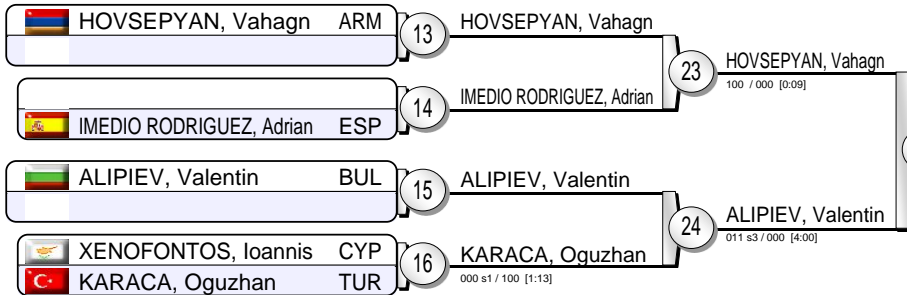 HOVSEPYAN, Vahagn ARM
13
HOVSEPYAN, Vahagn
23
HOVSEPYAN, Vahagn
100 / 000 [0:09]
14
IMEDIO RODRIGUEZ, Adrian
IMEDIO RODRIGUEZ, Adrian ESP
ALIPIEV, Valentin BUL
15
ALIPIEV, Valentin
24
ALIPIEV, Valentin
011 s3 / 000 [4:00]
XENOFONTOS, Ioannis CYP
16
KARACA, Oguzhan
000 s1 / 100 [1:13]
KARACA, Oguzhan TUR